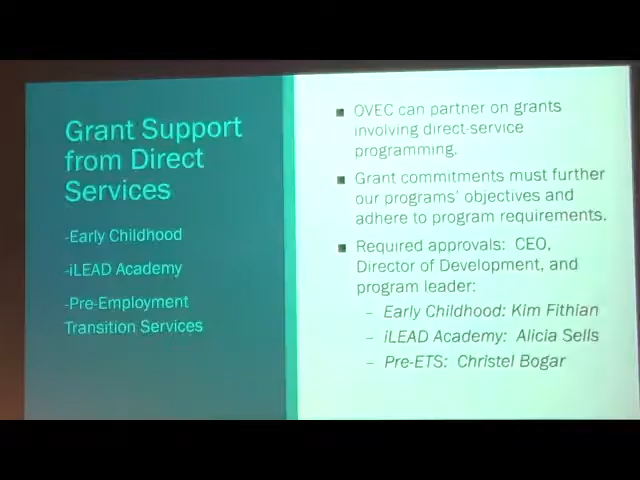 Grant Support
from Direct
Services
-Early Childhood
-iLEAD Academy
-Pre-Employment
Transition Services
OVEC can partner on grants
involving direct-service
programming.
Grant commitments must further
our programs' objectives and
adhere to program requirements.
Required approvals: CEO,
Director of Development, and
program leader:
– Early Childhood: Kim Fithian
– iLEAD Academy: Alicia Sells
– Pre-ETS: Christel Bogar